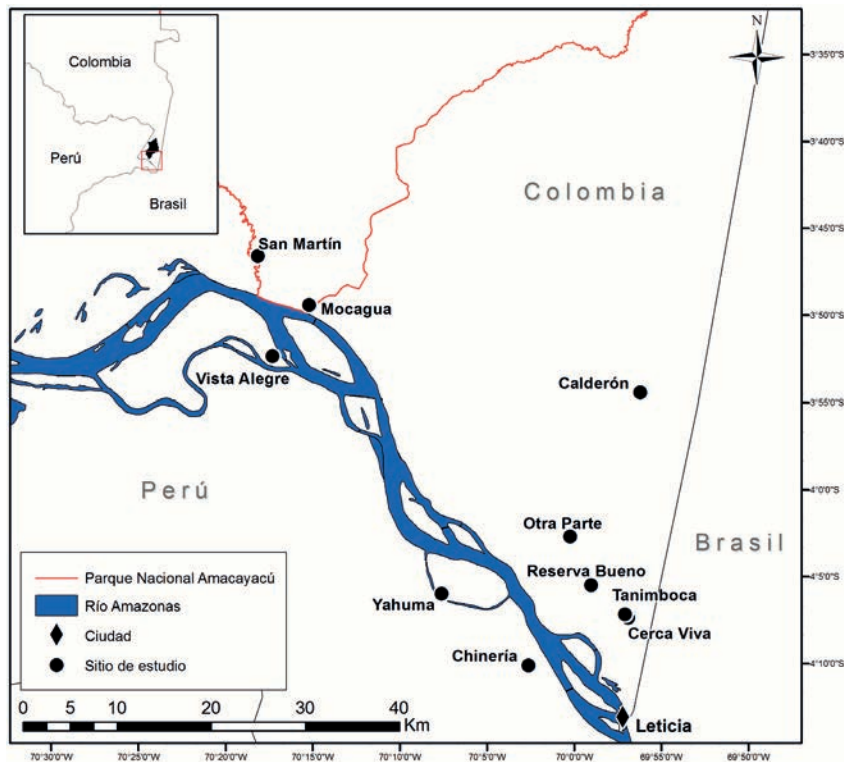 Colombia
Perú
Brasil
N
3°35'0"S
3°40'0"S
3°45'0"S
3°50'0"S
3°55'0"S
4°0'0"S
4°5'0"S
4°10'0"S
Colombia
San Martín
Mocagua
Vista Alegre
Calderón
Perú
Otra Parte
Brasil
Reserva Bueno
Tanimboca
Yahuma
Cerca Viva
Chinería
Leticia
Parque Nacional Amacayacú
Río Amazonas
Ciudad
Sitio de estudio
0 5 10 20 30 40
Km
70°30'0"W 70°25'0"W 70°20'0"W 70°15'0"W 70°10'0"W 70°5'0"W 70°0'0"W 69°55'0"W 69°50'0"W